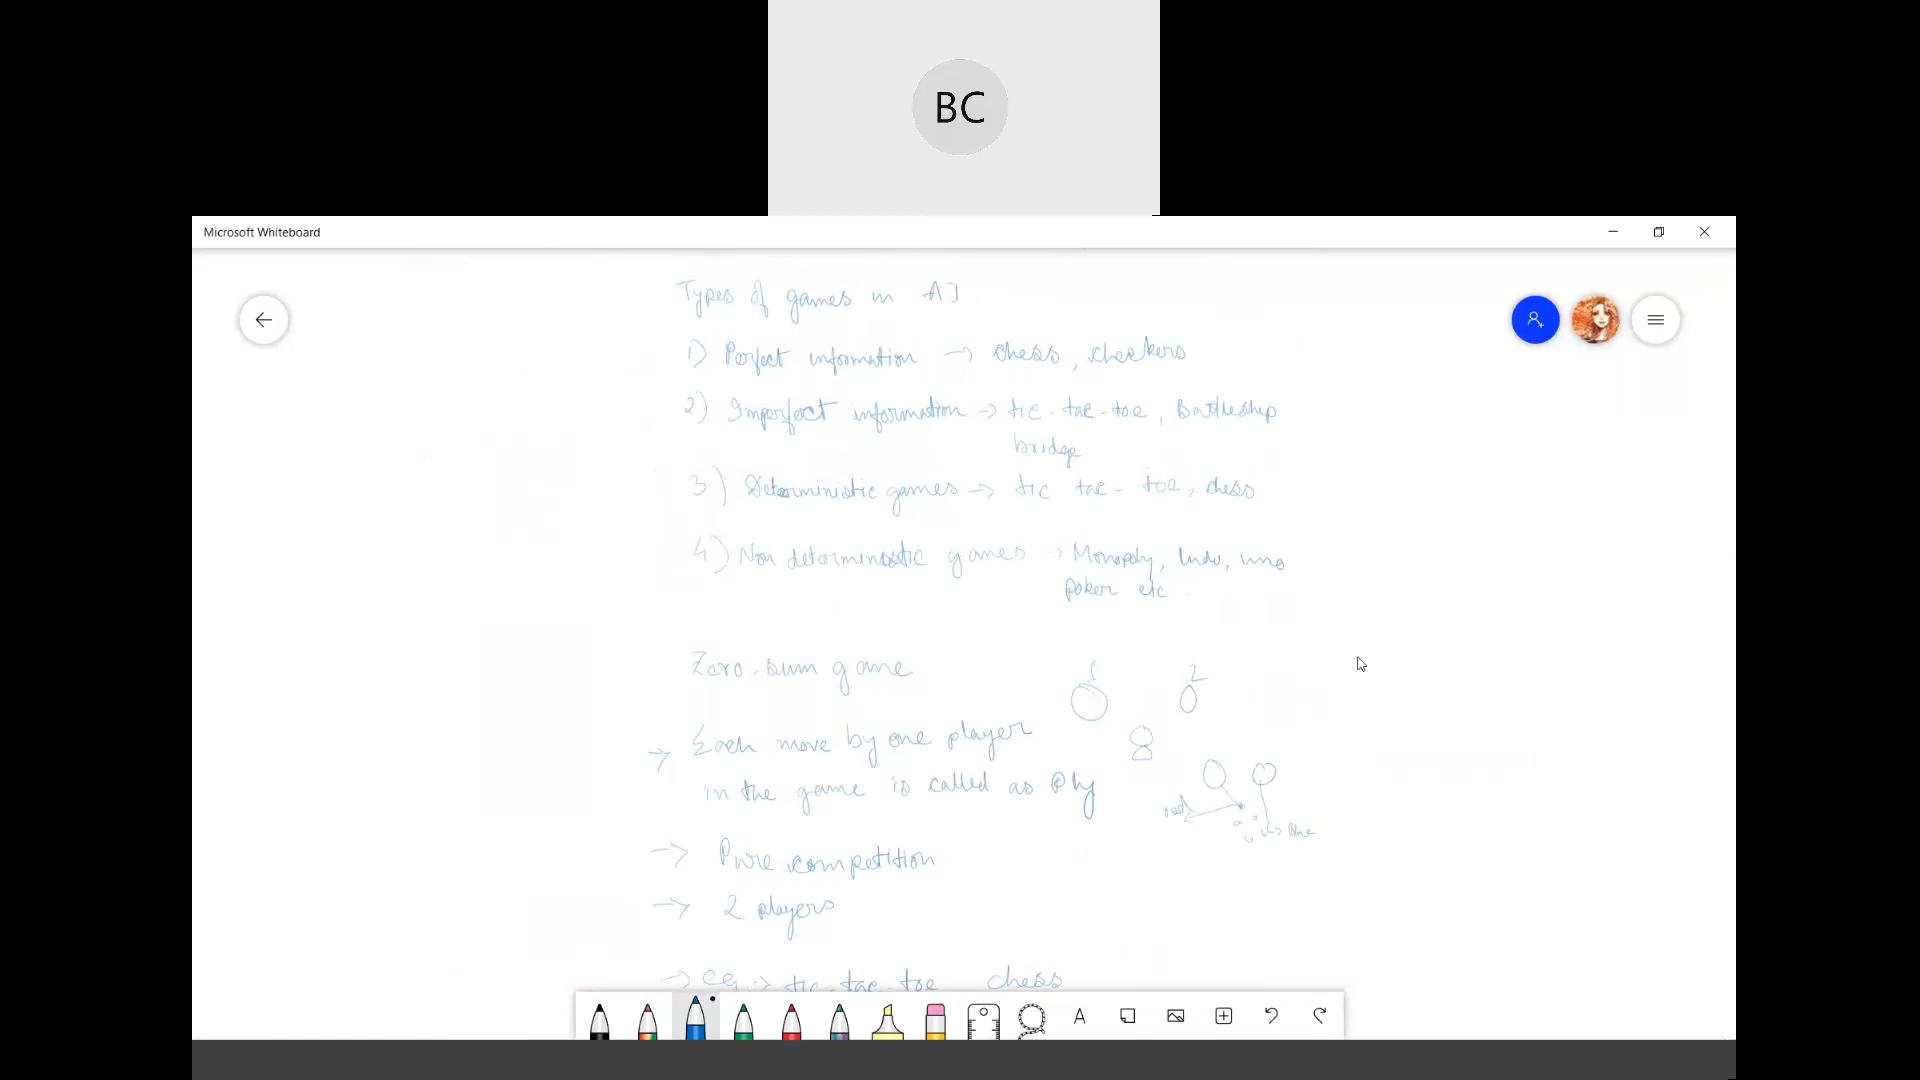 BC
Microsoft Whiteboard
Types of games in AI.
1) Perfect information → chess, checkers
2) Imperfect information → tic-tac-toe, Battleship
bridge
3) Deterministic games → tic tac-toe, chess
4) Non deterministic games → Monopoly, ludo, uno
poker etc.
Zero-sum game
1 2
→ Each move by one player
in the game is called as Ply
red
Blue
→ Pure competition.
→ 2 players
→ eg → tic-tac-toe chess
A